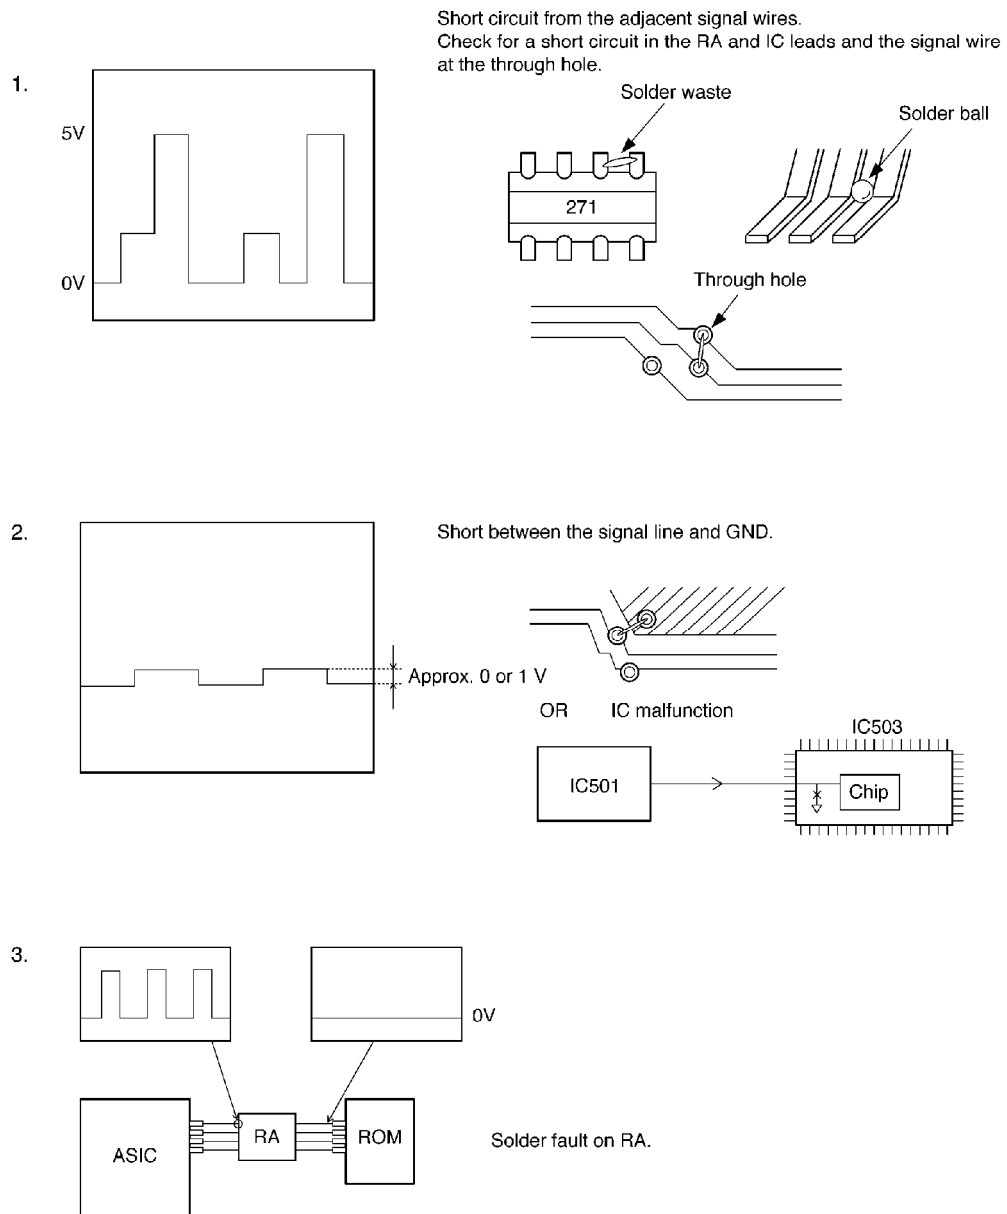 Short circuit from the adjacent signal wires.
Check for a short circuit in the RA and IC leads and the signal wire
at the through hole.
1.
5V
0V
Solder waste
Solder ball
271
Through hole
2.
Short between the signal line and GND.
Approx. 0 or 1 V
OR IC malfunction
IC501
IC503
Chip
3.
0V
ASIC
RA
ROM
Solder fault on RA.